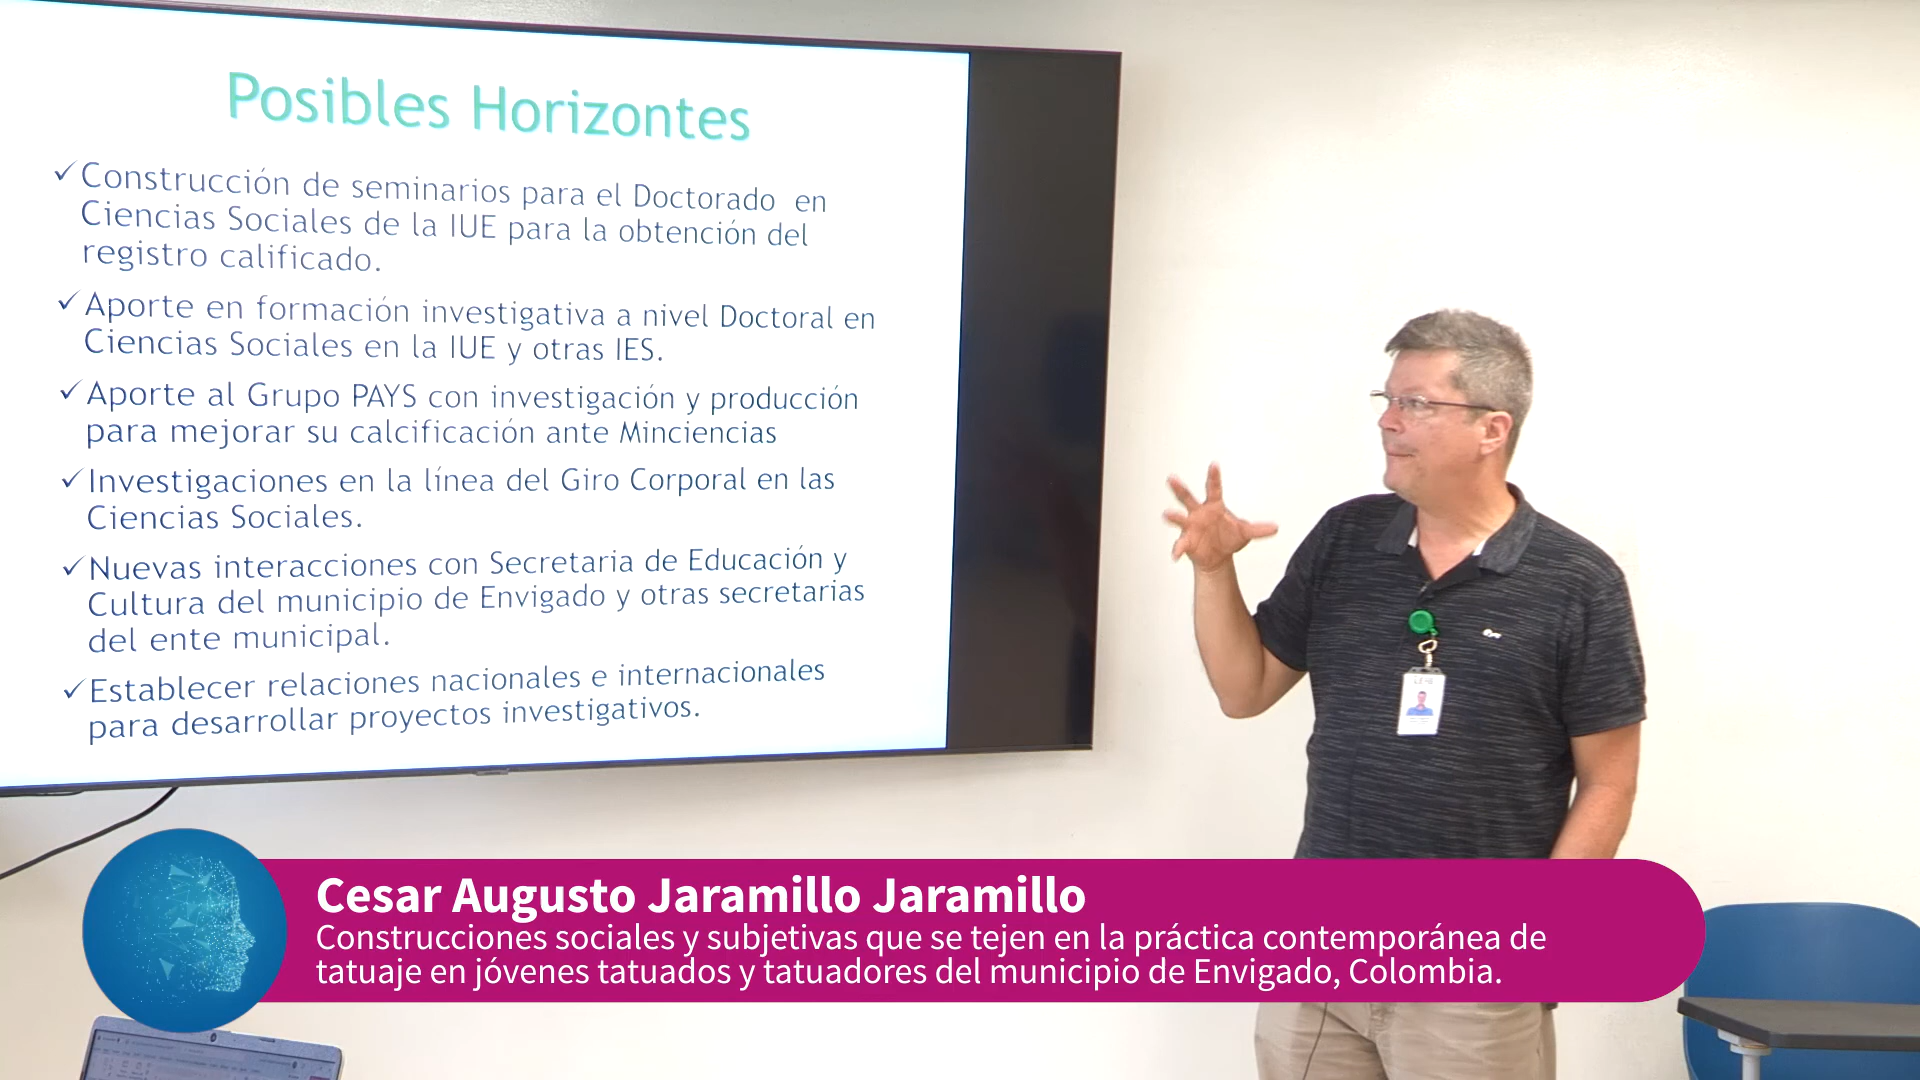 Posibles Horizontes
✓Construcción de seminarios para el Doctorado en
Ciencias Sociales de la IUE para la obtención del
registro calificado.
✓Aporte en formación investigativa a nivel Doctoral en
Ciencias Sociales en la IUE y otras IES.
✓Aporte al Grupo PAYS con investigación y producción
para mejorar su calcificación ante Minciencias
✓Investigaciones en la línea del Giro Corporal en las
Ciencias Sociales.
✓Nuevas interacciones con Secretaria de Educación y
Cultura del municipio de Envigado y otras secretarias
del ente municipal.
✓Establecer relaciones nacionales e internacionales
para desarrollar proyectos investigativos.
Cesar Augusto Jaramillo Jaramillo
Construcciones sociales y subjetivas que se tejen en la práctica contemporánea de
tatuaje en jóvenes tatuados y tatuadores del municipio de Envigado, Colombia.